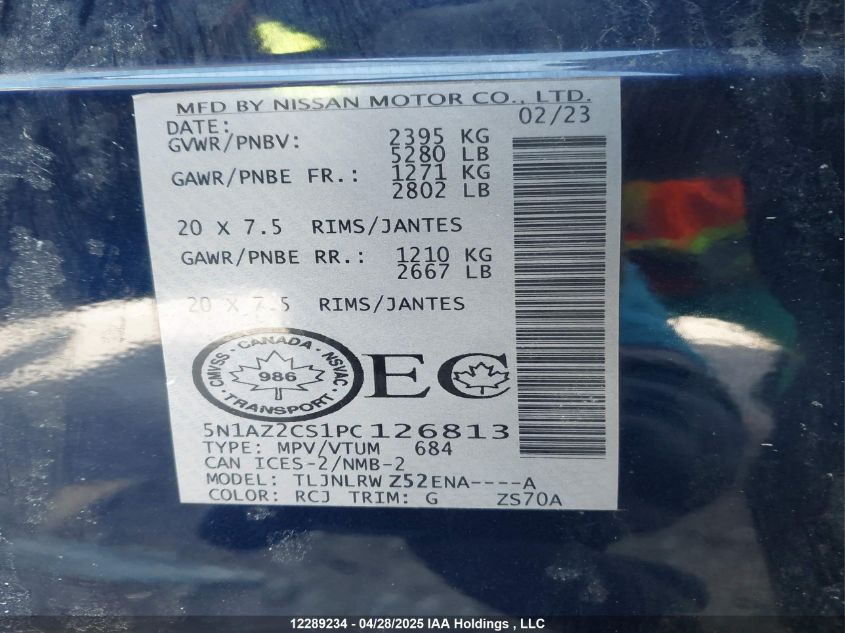 MFD BY NISSAN MOTOR CO., LTD.
DATE: 02/23
GVWR/PNBV: 2395 KG
5280 LB
GAWR/PNBE FR.: 1271 KG
2802 LB
20 X 7.5 RIMS/JANTES
GAWR/PNBE RR.: 1210 KG
2667 LB
20 X 7.5 RIMS/JANTES
CMVSS · CANADA · NSVAC
986
· TRANSPORT ·
EC
5N1AZ2CS1PC126813
TYPE: MPV/VTUM 684
CAN ICES-2/NMB-2
MODEL: TLJNLRW Z52ENA----A
COLOR: RCJ TRIM: G ZS70A
12289234 - 04/28/2025 IAA Holdings , LLC